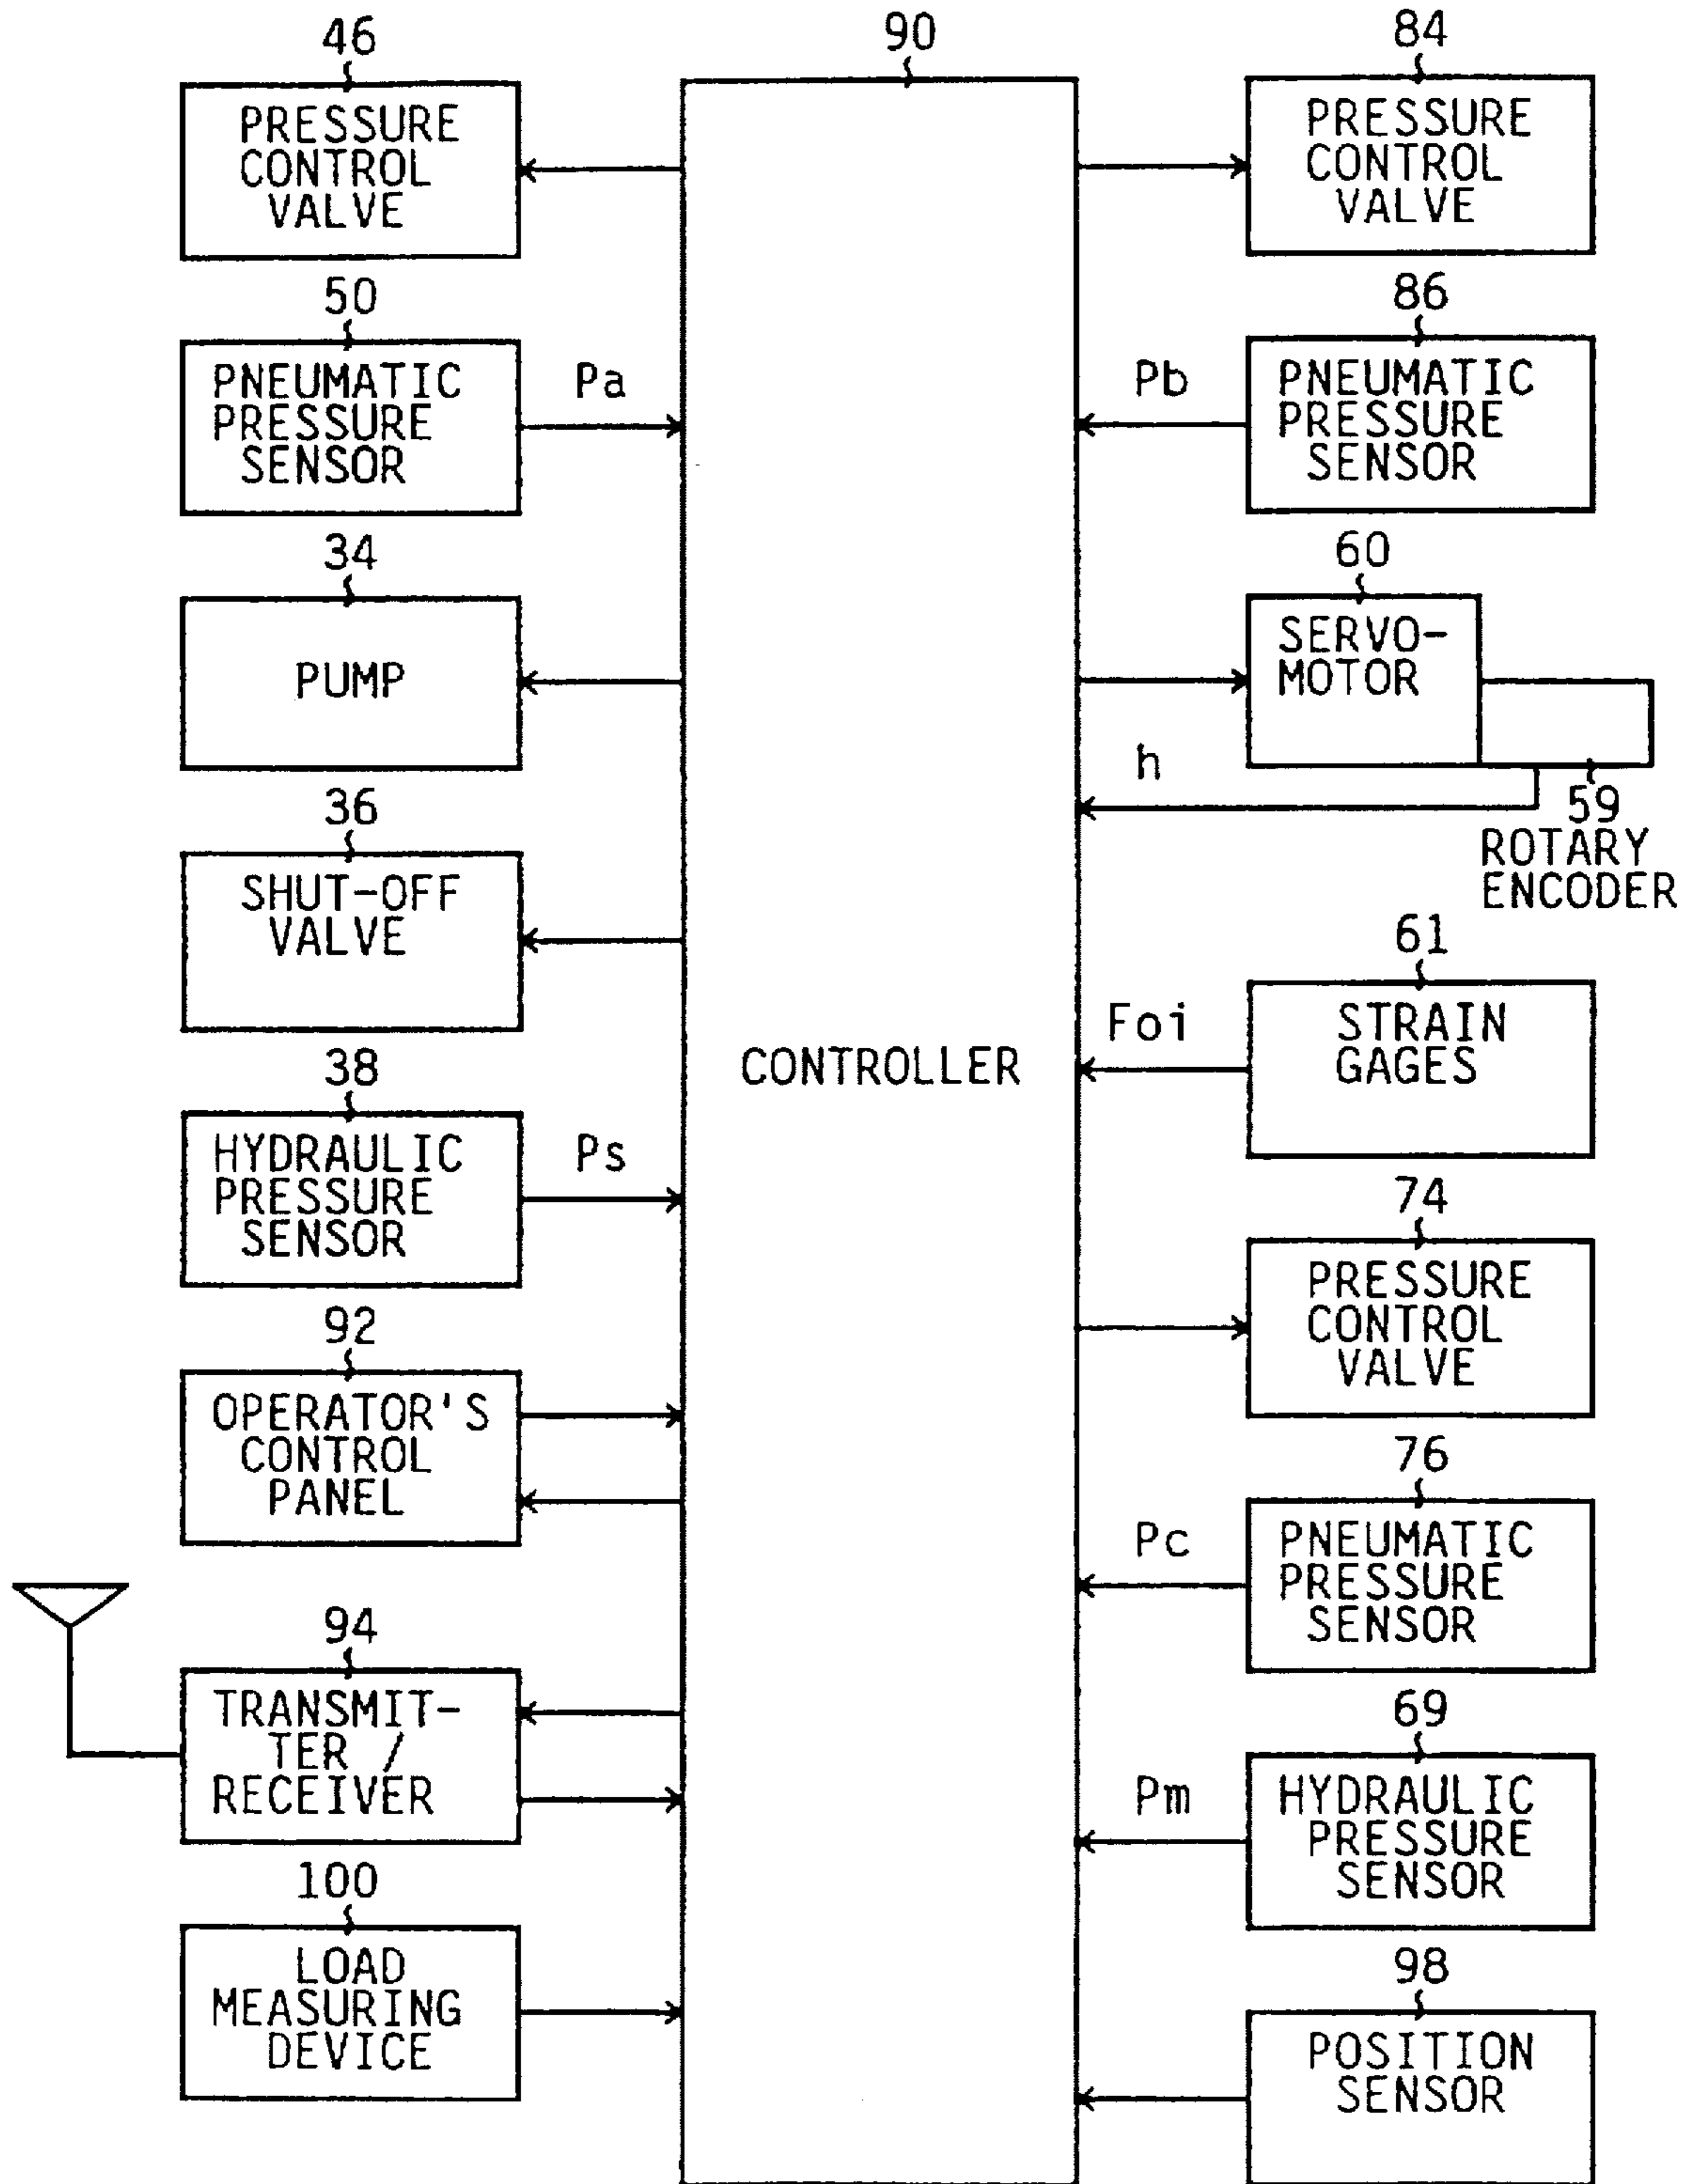 46
PRESSURE
CONTROL
VALVE
50
PNEUMATIC
PRESSURE
SENSOR
Pa
34
PUMP
36
SHUT-OFF
VALVE
38
HYDRAULIC
PRESSURE
SENSOR
Ps
92
OPERATOR'S
CONTROL
PANEL
94
TRANSMIT-
TER /
RECEIVER
100
LOAD
MEASURING
DEVICE
90
CONTROLLER
84
PRESSURE
CONTROL
VALVE
86
Pb
PNEUMATIC
PRESSURE
SENSOR
60
SERVO-
MOTOR
h
59
ROTARY
ENCODER
61
Foi
STRAIN
GAGES
74
PRESSURE
CONTROL
VALVE
76
Pc
PNEUMATIC
PRESSURE
SENSOR
69
Pm
HYDRAULIC
PRESSURE
SENSOR
98
POSITION
SENSOR